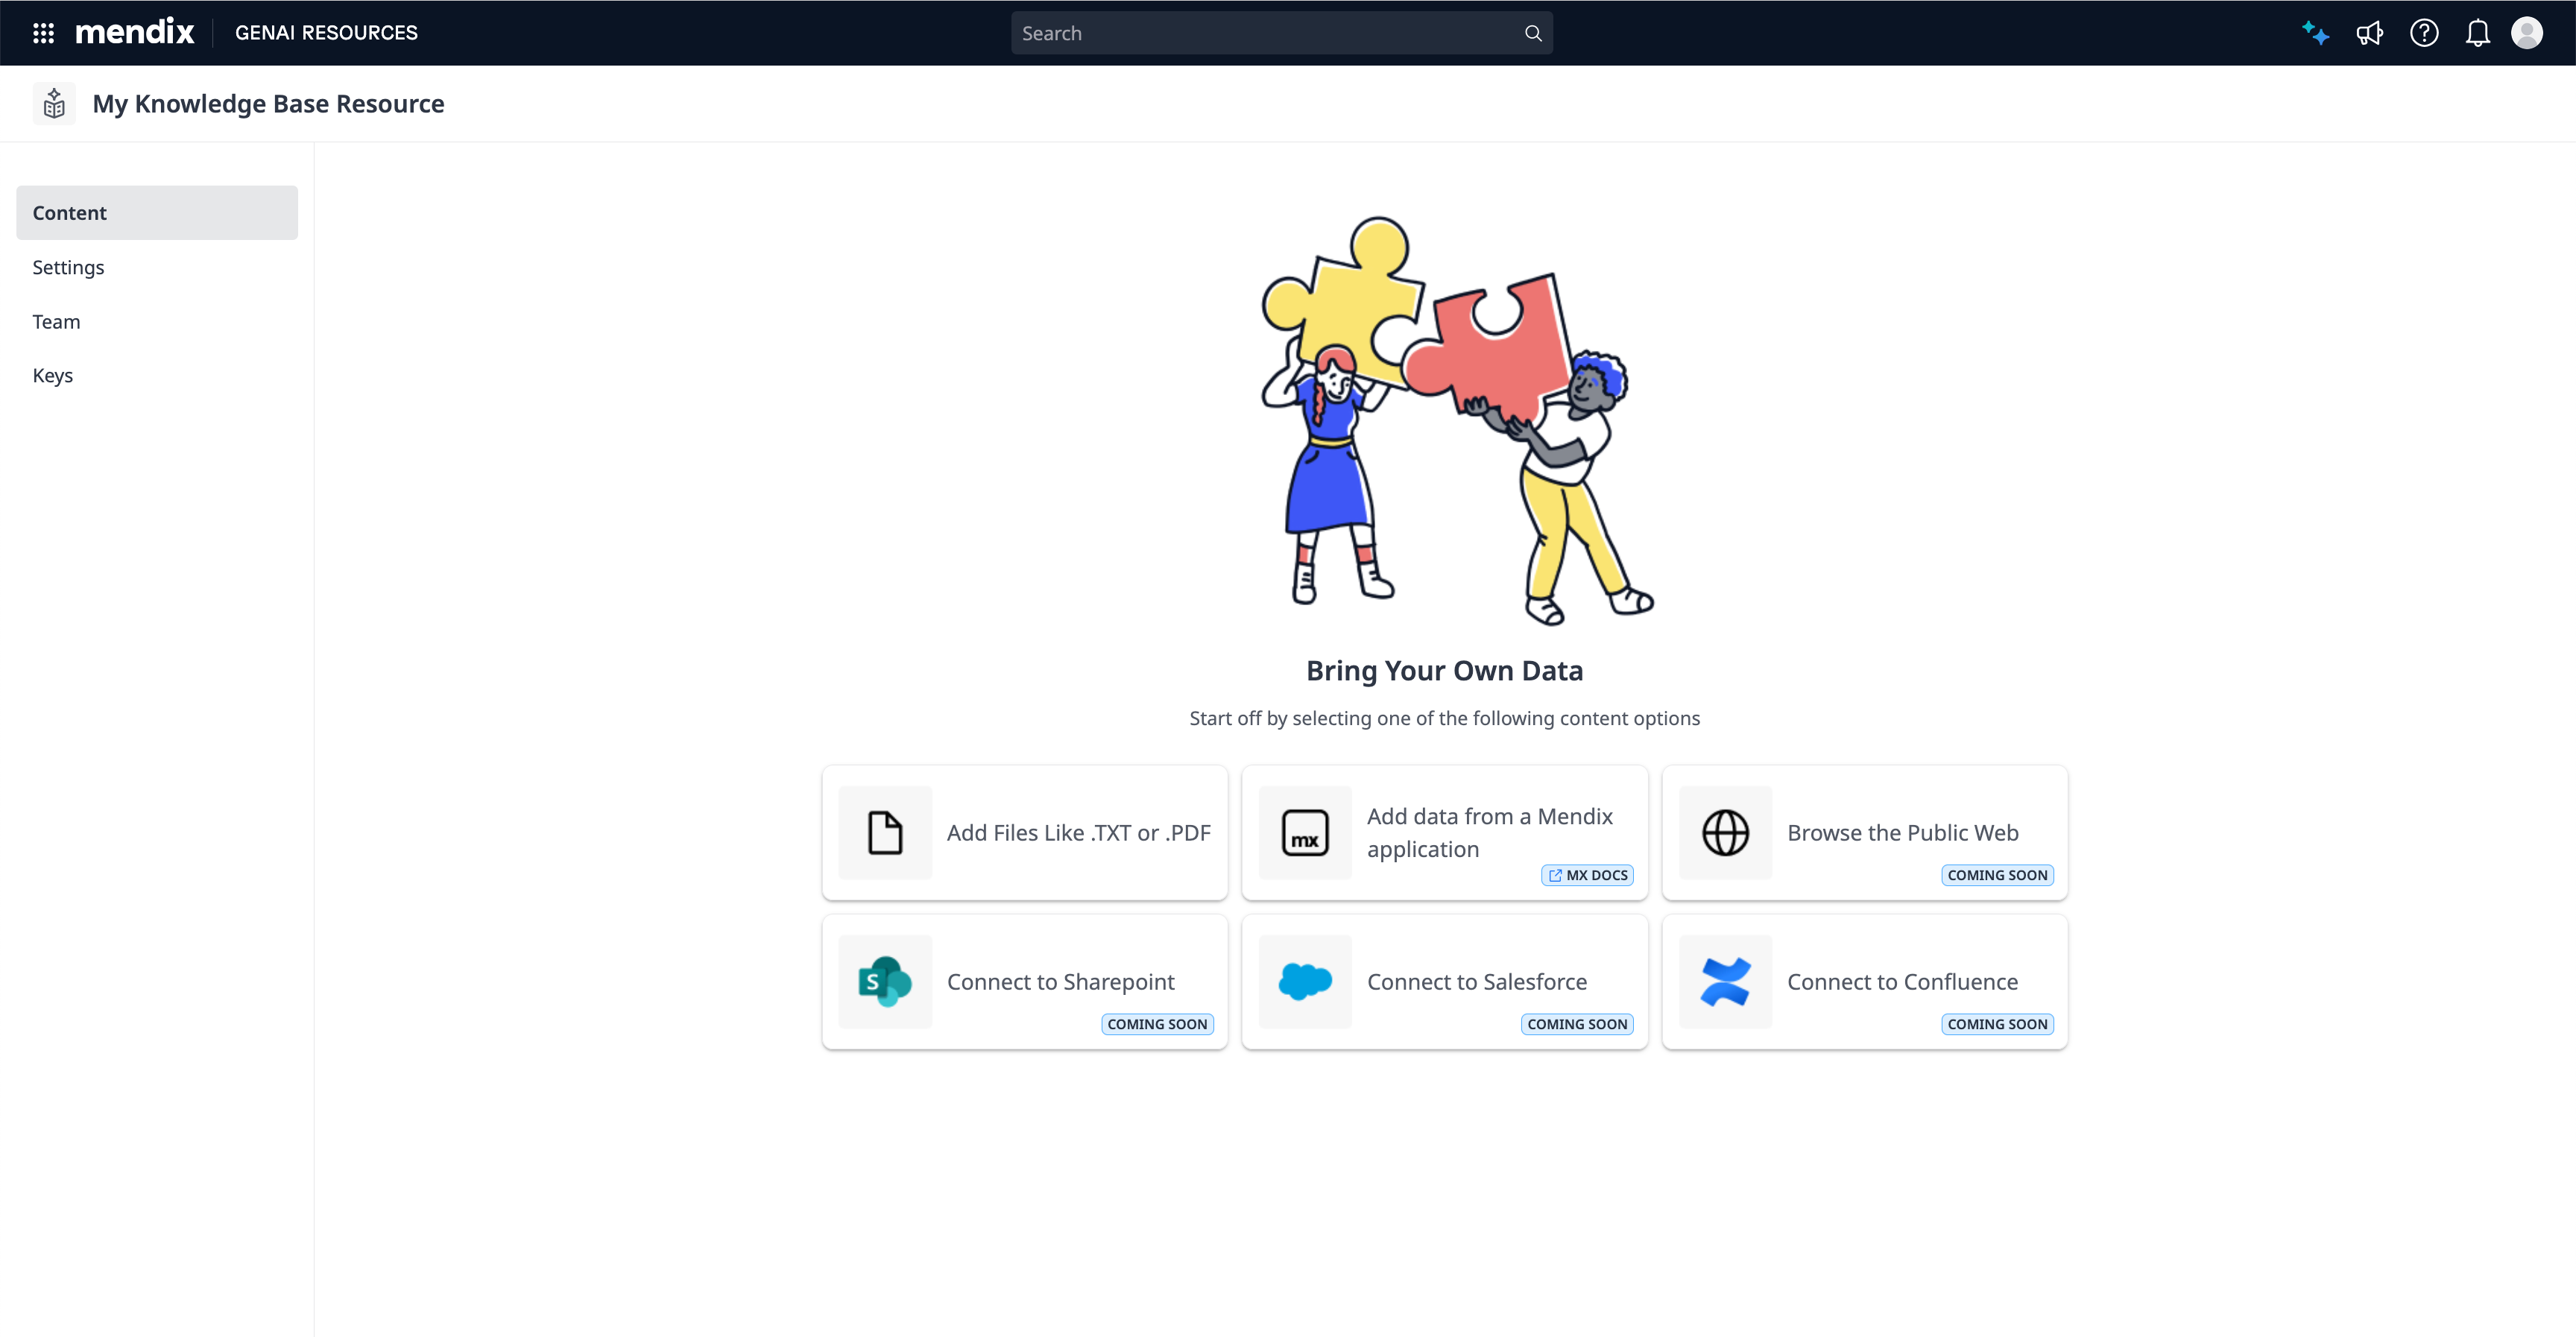 mendix
GENAI RESOURCES
Search
My Knowledge Base Resource
Content
Settings
Team
Keys
Bring Your Own Data
Start off by selecting one of the following content options
Add Files Like .TXT or .PDF
mx
Add data from a Mendix
application
MX DOCS
Browse the Public Web
COMING SOON
S
Connect to Sharepoint
COMING SOON
Connect to Salesforce
COMING SOON
Connect to Confluence
COMING SOON